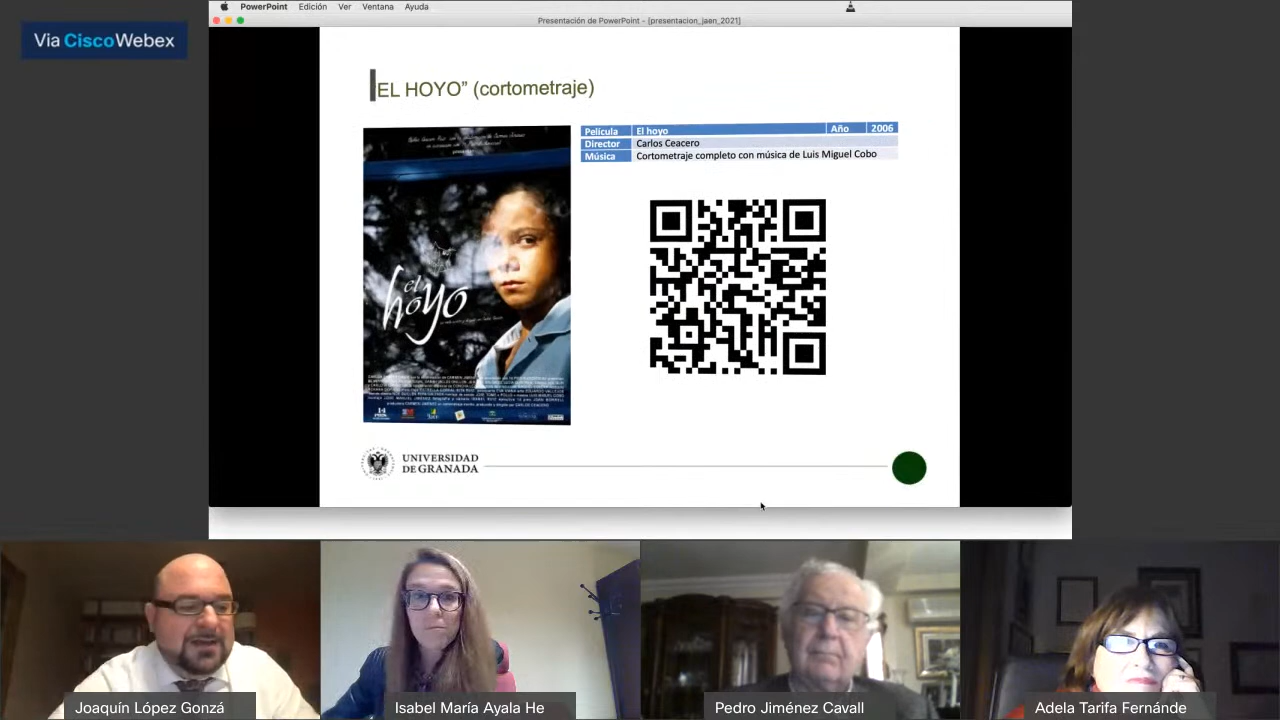 PowerPoint Edición Ver Ventana Ayuda
Presentación de PowerPoint - [presentacion_jaen_2021]
Via CiscoWebex
EL HOYO” (cortometraje)
Película El hoyo Año 2006
Director Carlos Ceacero
Música Cortometraje completo con música de Luis Miguel Cobo
el
hoyo
UNIVERSIDAD
DE GRANADA
Joaquín López Gonzá
Isabel María Ayala He
Pedro Jiménez Cavall
Adela Tarifa Fernánde